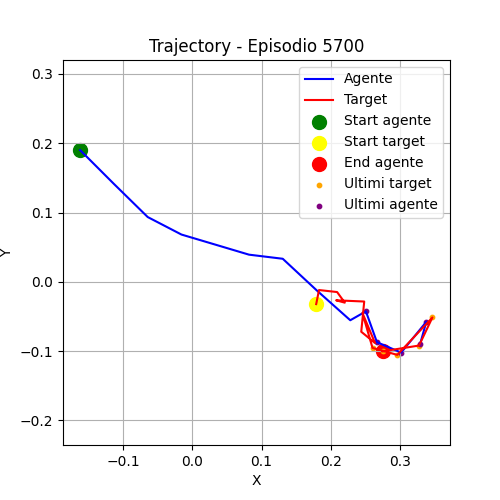 Trajectory - Episodio 5700
Agente
Target
Start agente
Start target
End agente
Ultimi target
Ultimi agente
0.3
0.2
0.1
0.0
−0.1
−0.2
Y
−0.1
0.0
0.1
0.2
0.3
X